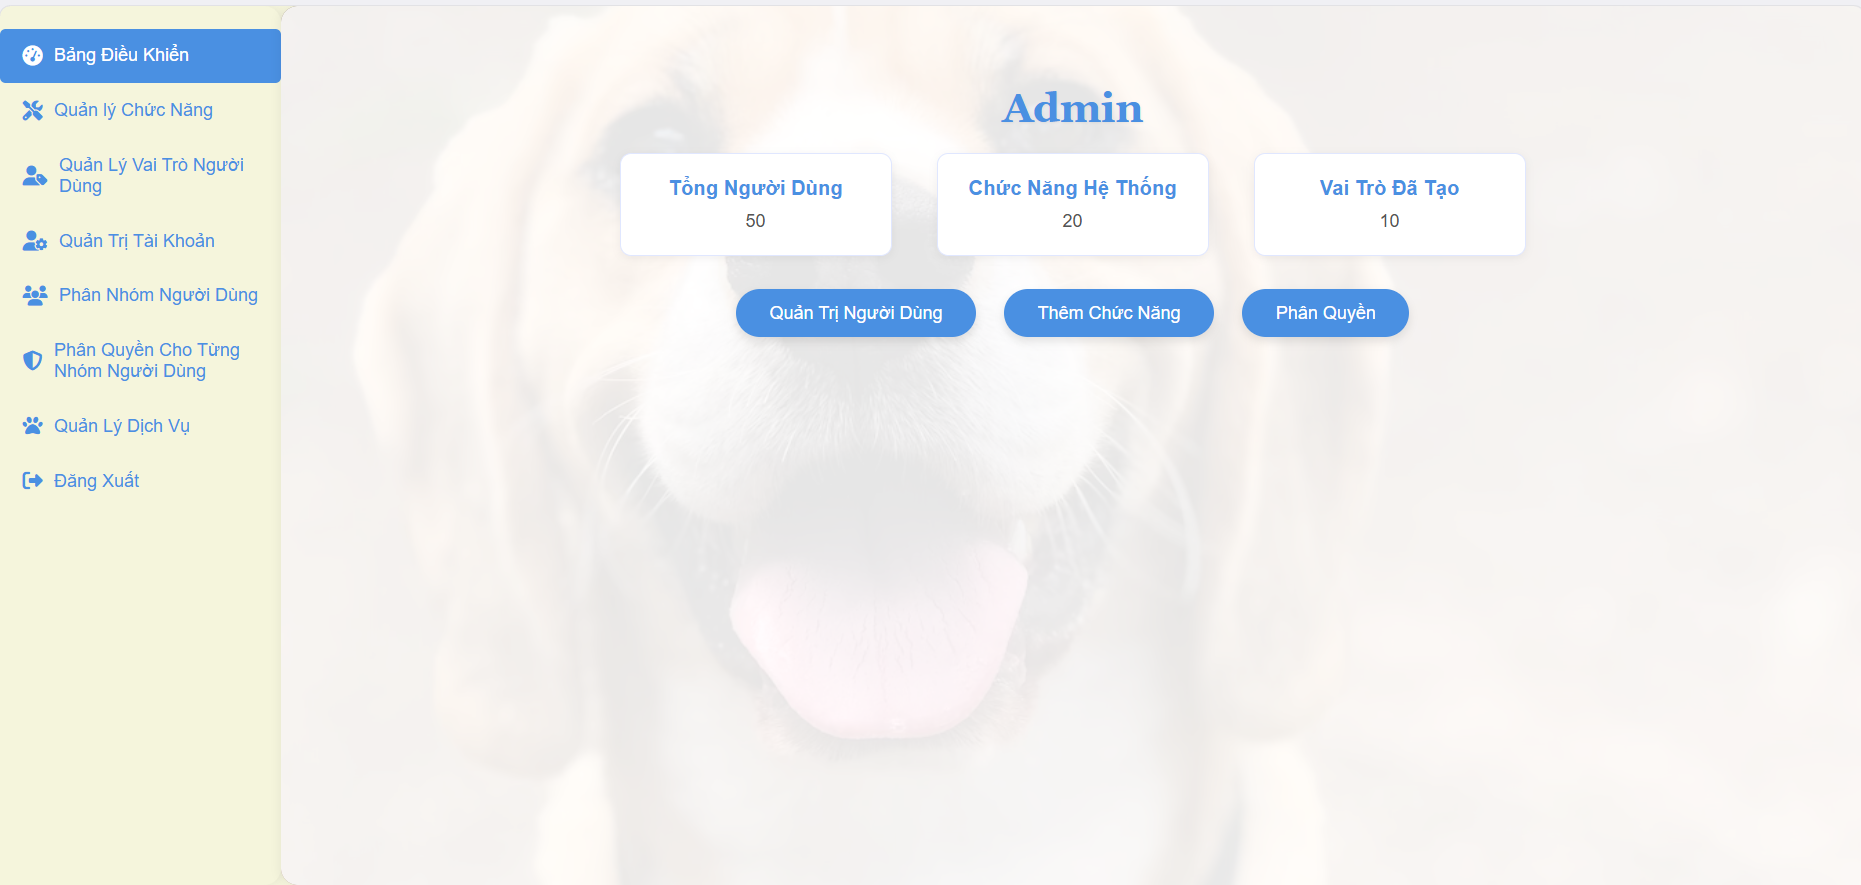 Bảng Điều Khiển
Quản lý Chức Năng
Quản Lý Vai Trò Người
Dùng
Quản Trị Tài Khoản
Phân Nhóm Người Dùng
Phân Quyền Cho Từng
Nhóm Người Dùng
Quản Lý Dịch Vụ
Đăng Xuất
Admin
Tổng Người Dùng
50
Chức Năng Hệ Thống
20
Vai Trò Đã Tạo
10
Quản Trị Người Dùng
Thêm Chức Năng
Phân Quyền